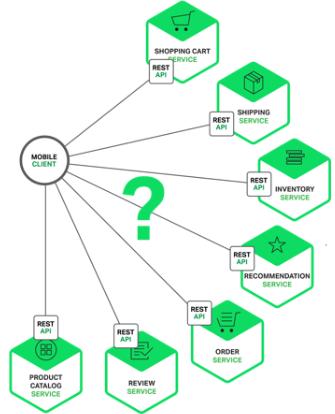 SHOPPING CART
SERVICE
REST
API
SHIPPING
SERVICE
REST
API
MOBILE
CLIENT
REST
API
INVENTORY
SERVICE
?
REST
API
RECOMMENDATION
SERVICE
REST
API
ORDER
SERVICE
REST
API
REVIEW
SERVICE
REST
API
PRODUCT
CATALOG
SERVICE